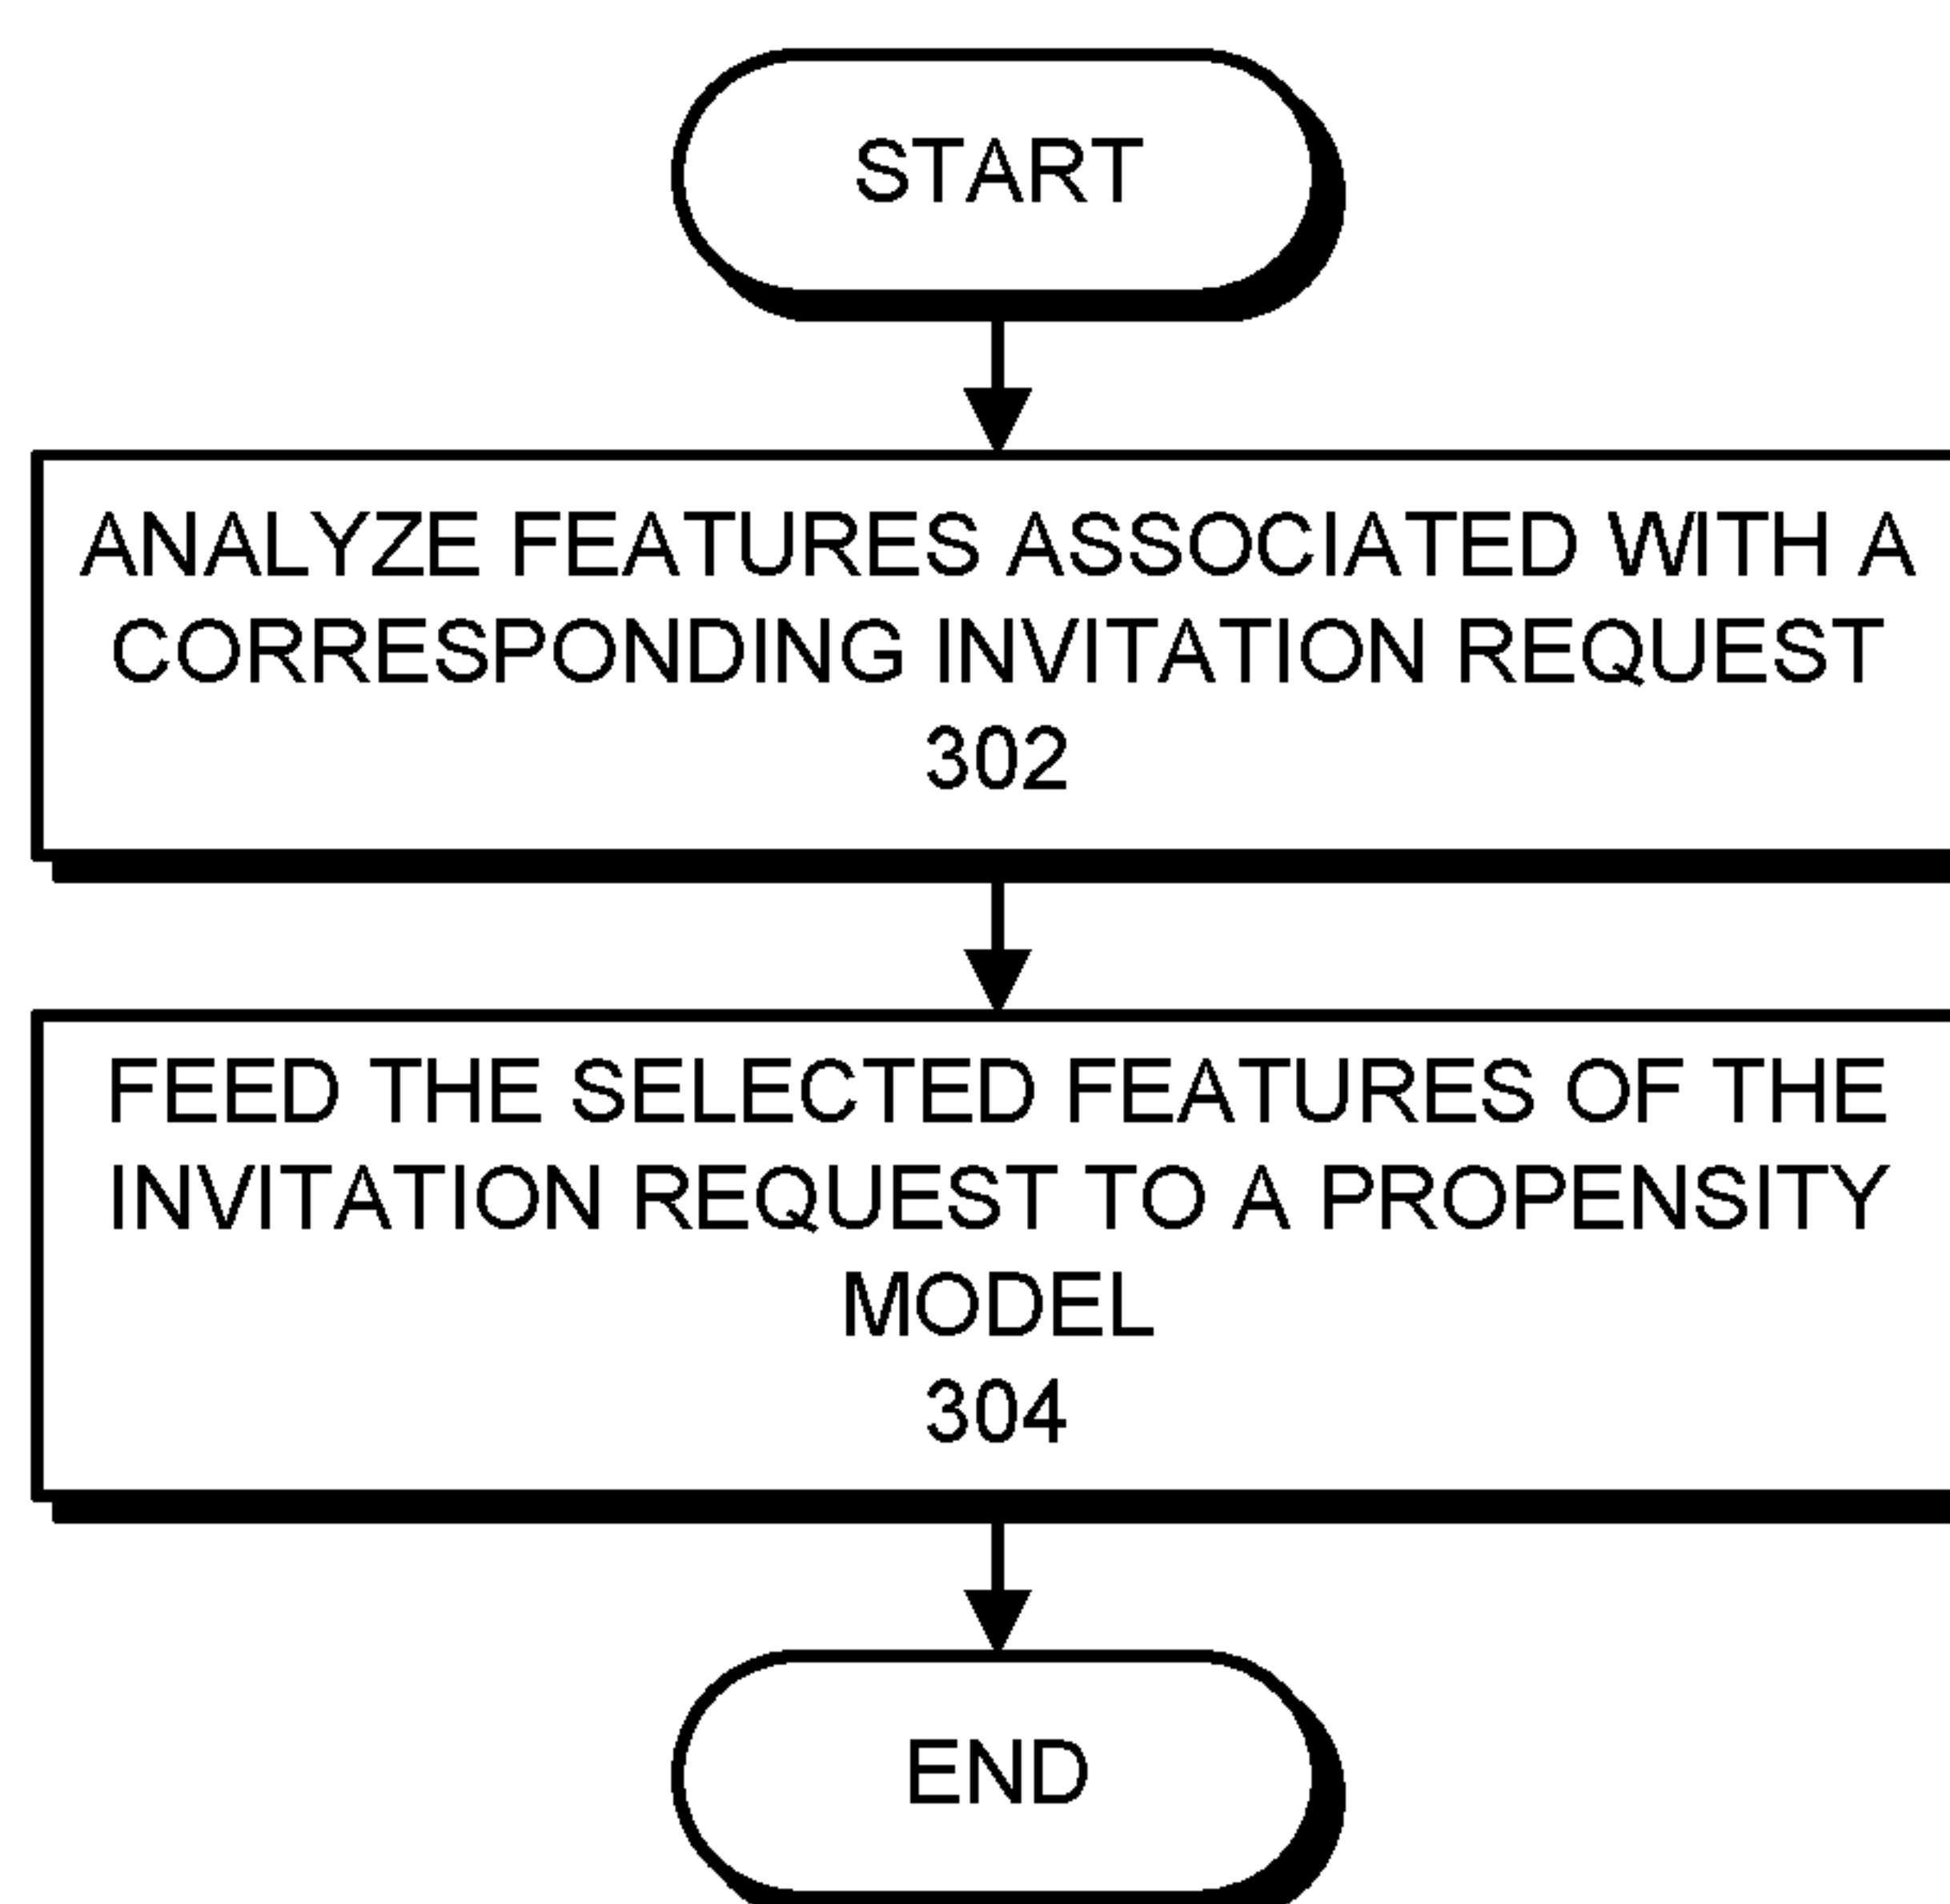 START
ANALYZE FEATURES ASSOCIATED WITH A
CORRESPONDING INVITATION REQUEST
302
FEED THE SELECTED FEATURES OF THE
INVITATION REQUEST TO A PROPENSITY
MODEL
304
END